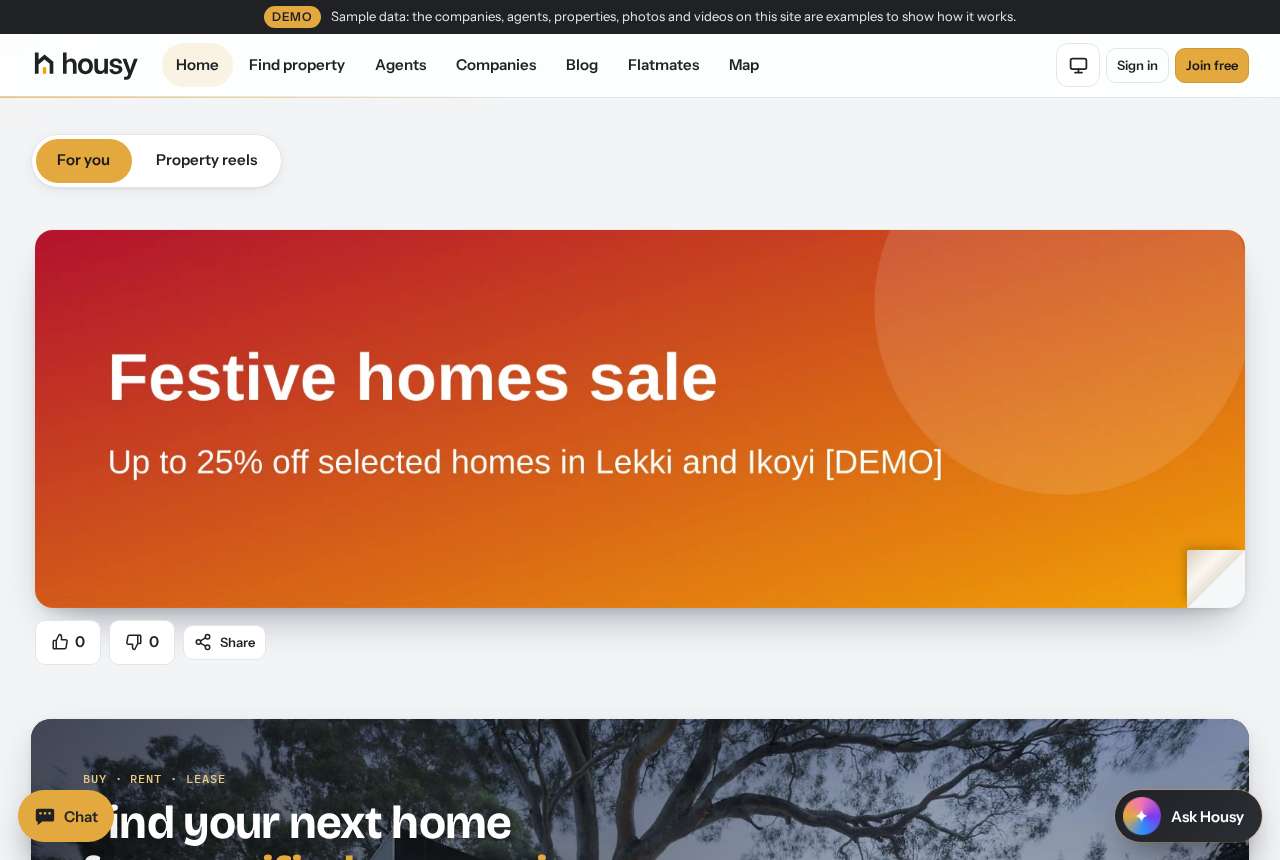 DEMO Sample data: the companies, agents, properties, photos and videos on this site are examples to show how it works.
housy Home Find property Agents Companies Blog Flatmates Map Sign in Join free
For you Property reels
Festive homes sale
Up to 25% off selected homes in Lekki and Ikoyi [DEMO]
0 0 Share
BUY · RENT · LEASE
Find your next home
Chat
Ask Housy